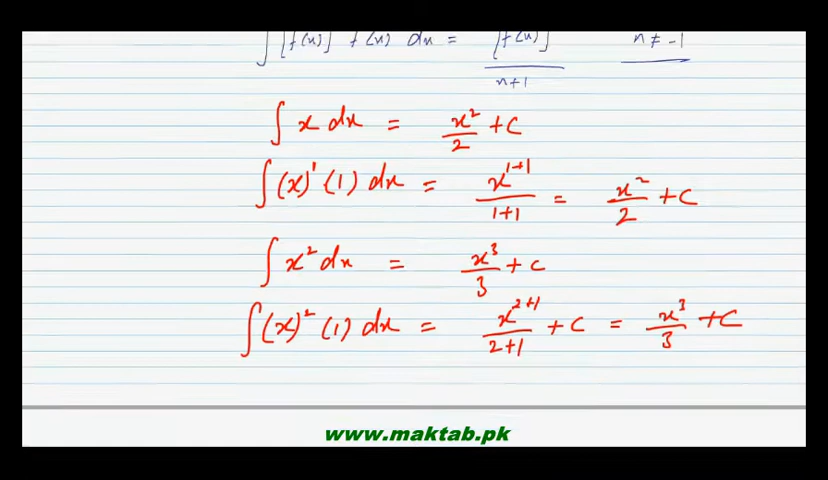 ∫ [f(x)] f(x) dx = [f(x)] / n+1 n ≠ -1
∫ x dx = x²/2 + C
∫ (x)¹ (1) dx = x¹⁺¹/1+1 = x²/2 + C
∫ x² dx = x³/3 + C
∫ (x)² (1) dx = x²⁺¹/2+1 + C = x³/3 + C
www.maktab.pk